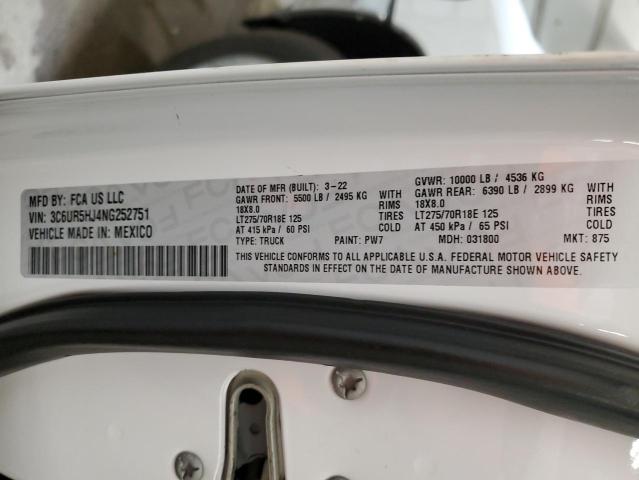 MFD BY: FCA US LLC
VIN: 3C6UR5HJ4NG252751
VEHICLE MADE IN: MEXICO
DATE OF MFR (BUILT): 3-22 GVWR: 10000 LB / 4536 KG
GAWR FRONT: 5500 LB / 2495 KG WITH GAWR REAR: 6390 LB / 2899 KG WITH
18X8.0 RIMS 18X8.0 RIMS
LT275/70R18E 125 TIRES LT275/70R18E 125 TIRES
AT 415 kPa / 60 PSI COLD AT 450 kPa / 65 PSI COLD
TYPE: TRUCK PAINT: PW7 MDH: 031800 MKT: 875
THIS VEHICLE CONFORMS TO ALL APPLICABLE U.S.A. FEDERAL MOTOR VEHICLE SAFETY
STANDARDS IN EFFECT ON THE DATE OF MANUFACTURE SHOWN ABOVE.